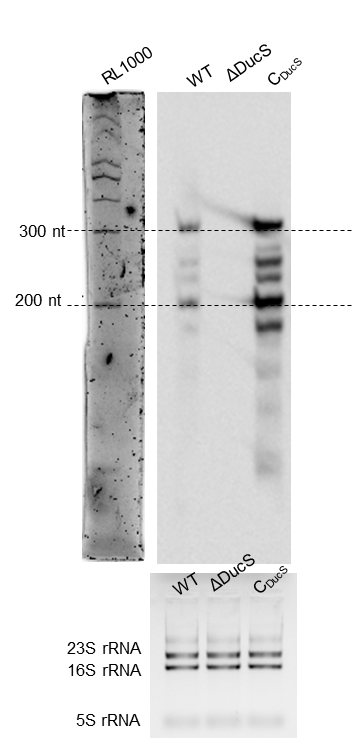 RL1000
WT ΔDucS CDucS
300 nt
200 nt
WT ΔDucS CDucS
23S rRNA
16S rRNA
5S rRNA